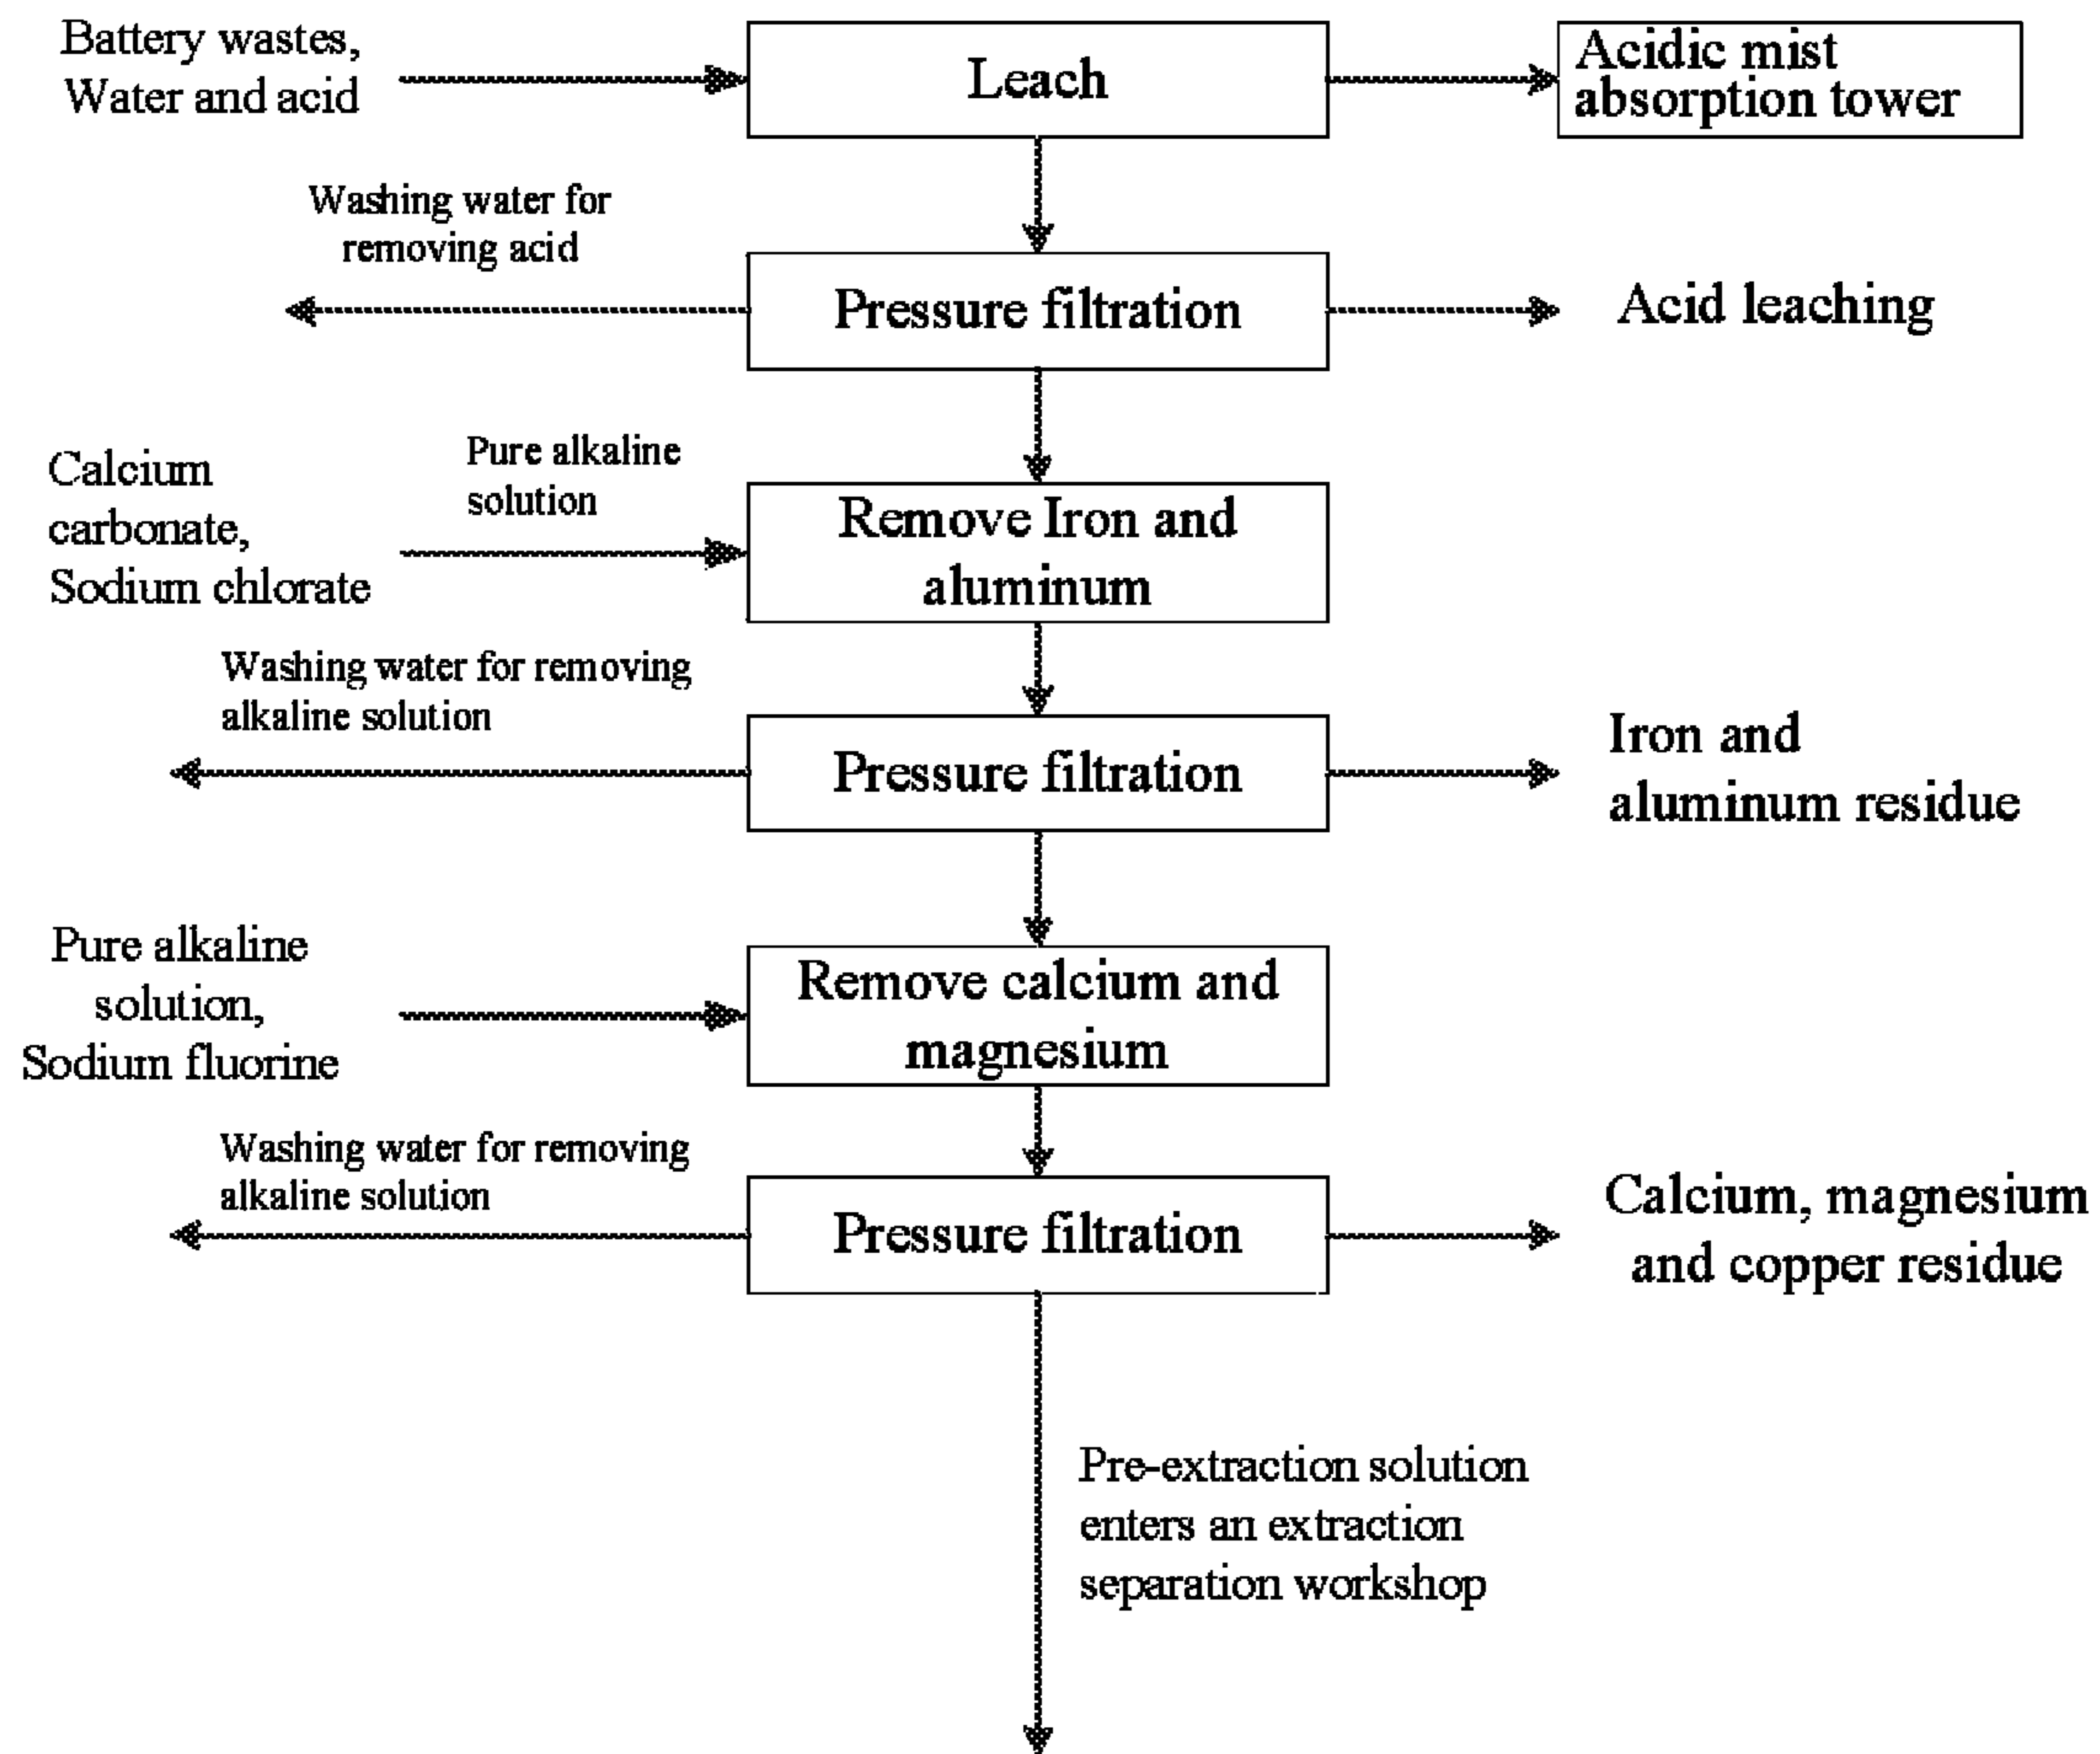 Battery wastes,
Water and acid
Leach
Acidic mist
absorption tower
Washing water for
removing acid
Pressure filtration
Acid leaching
Calcium
carbonate,
Sodium chlorate
Pure alkaline
solution
Remove Iron and
aluminum
Washing water for removing
alkaline solution
Pressure filtration
Iron and
aluminum residue
Pure alkaline
solution,
Sodium fluorine
Remove calcium and
magnesium
Washing water for removing
alkaline solution
Pressure filtration
Calcium, magnesium
and copper residue
Pre-extraction solution
enters an extraction
separation workshop